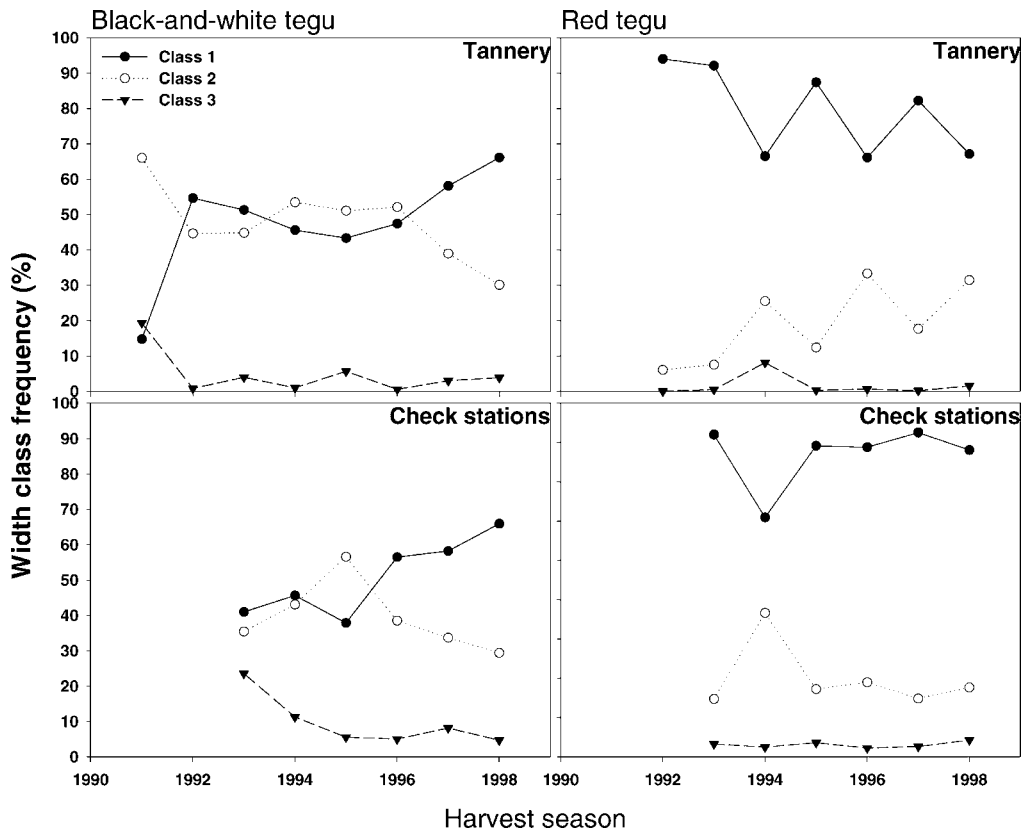 Black-and-white tegu
Red tegu
100
90
80
70
60
50
40
30
20
10
0
Class 1
Class 2
Class 3
Tannery
Tannery
Width class frequency (%)
100
90
80
70
60
50
40
30
20
10
0
Check stations
Check stations
1990 1992 1994 1996 1998
1990 1992 1994 1996 1998
Harvest season